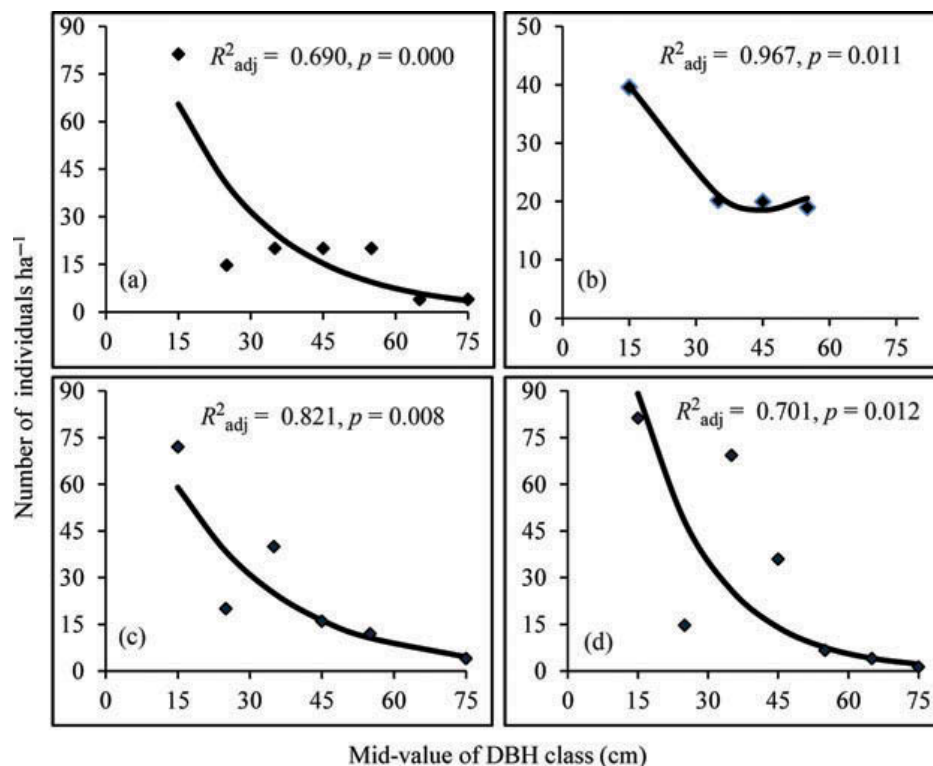 Number of individuals ha⁻¹
90
75
60
45
30
15
0
R²adj = 0.690, p = 0.000
(a)
0 15 30 45 60 75
50
40
30
20
10
0
R²adj = 0.967, p = 0.011
(b)
0 15 30 45 60 75
90
75
60
45
30
15
0
R²adj = 0.821, p = 0.008
(c)
0 15 30 45 60 75
90
75
60
45
30
15
0
R²adj = 0.701, p = 0.012
(d)
0 15 30 45 60 75
Mid-value of DBH class (cm)